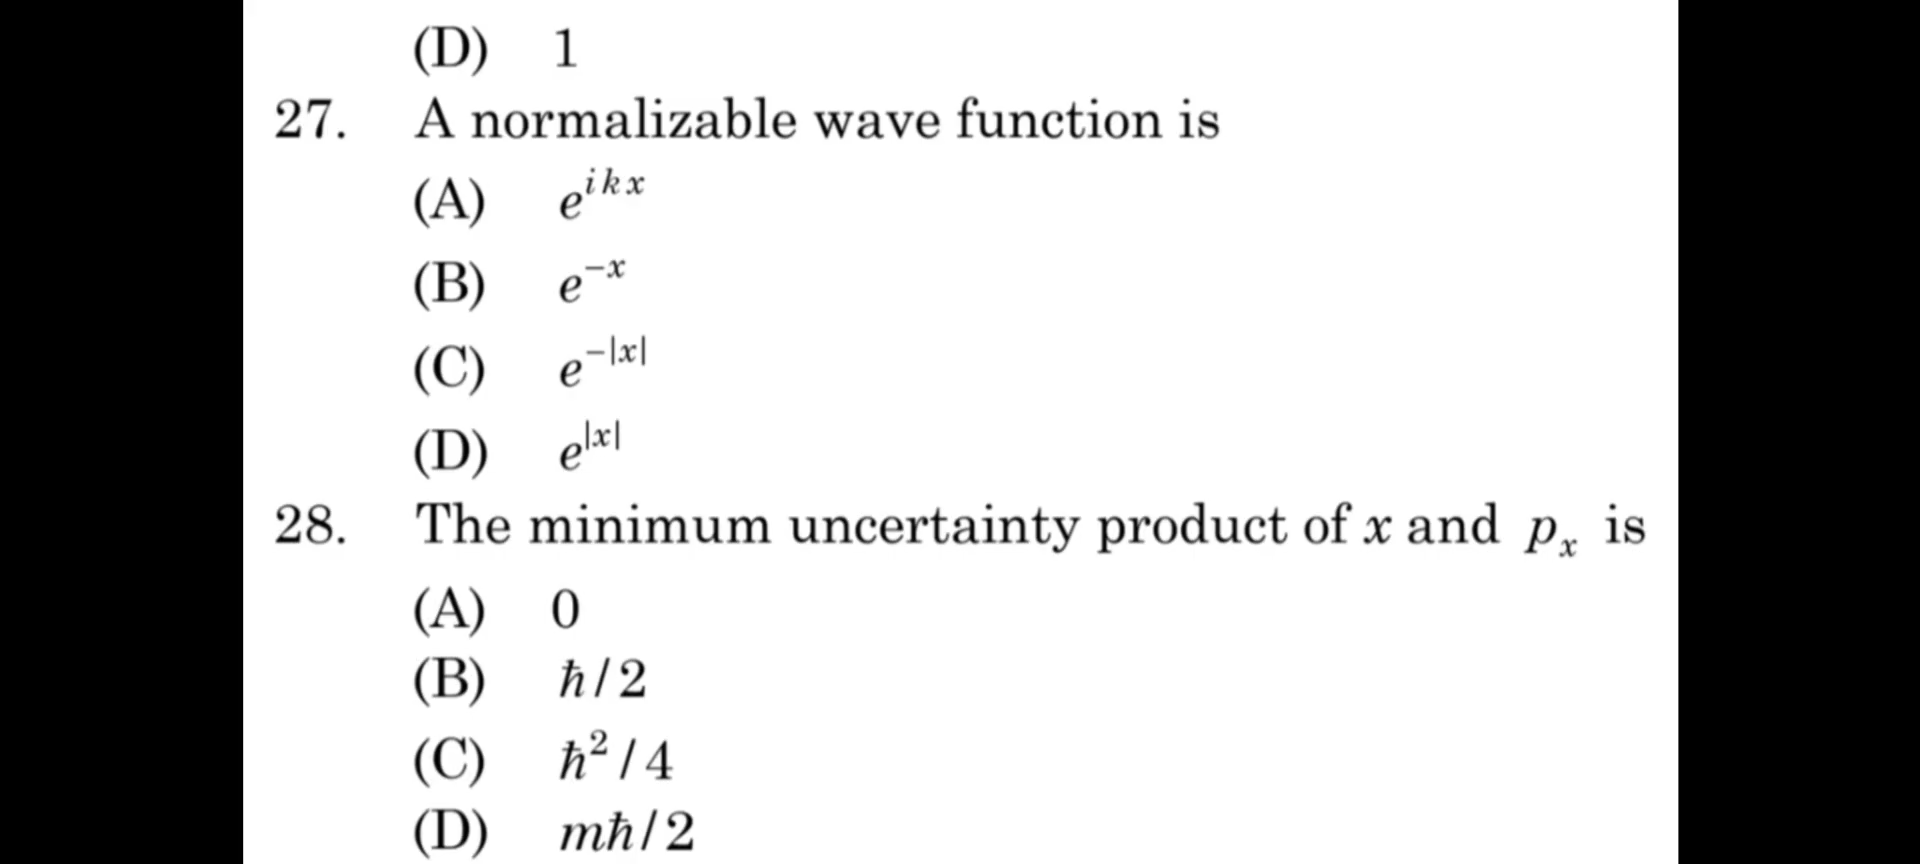 (D) 1
27. A normalizable wave function is
(A) e^{ikx}
(B) e^{-x}
(C) e^{-|x|}
(D) e^{|x|}
28. The minimum uncertainty product of x and p_x is
(A) 0
(B) ħ/2
(C) ħ²/4
(D) mħ/2